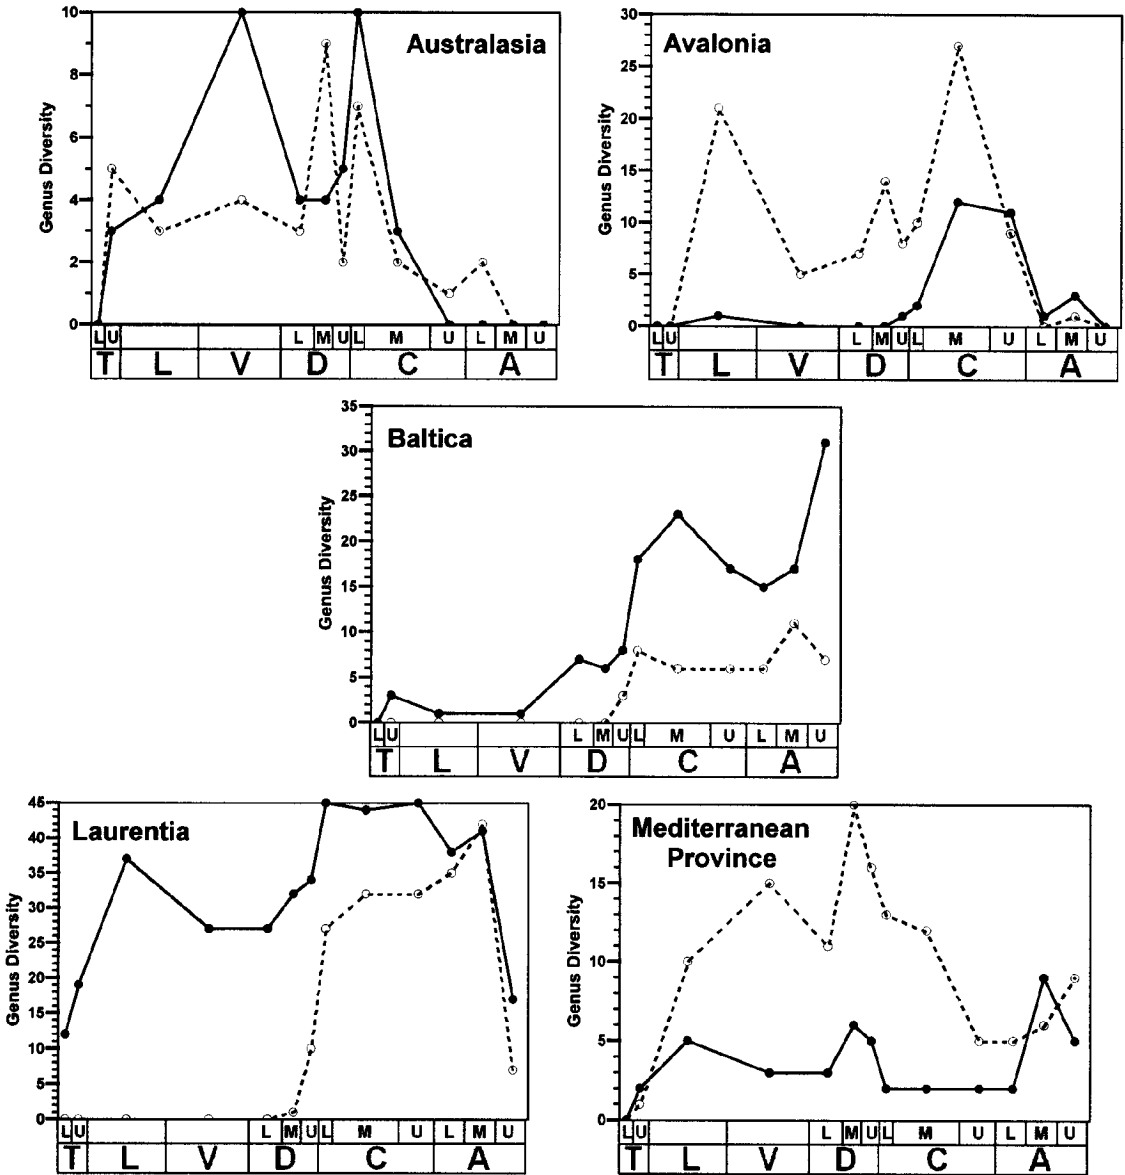 Australasia
Genus Diversity
10
8
6
4
2
0
L U L M U L M U L M U
T L V D C A
Avalonia
Genus Diversity
30
25
20
15
10
5
0
L U L M U L M U L M U
T L V D C A
Baltica
Genus Diversity
35
30
25
20
15
10
5
0
L U L M U L M U L M U
T L V D C A
Laurentia
Genus Diversity
45
40
35
30
25
20
15
10
5
0
L U L M U L M U L M U
T L V D C A
Mediterranean
Province
Genus Diversity
20
15
10
5
0
L U L M U L M U L M U
T L V D C A